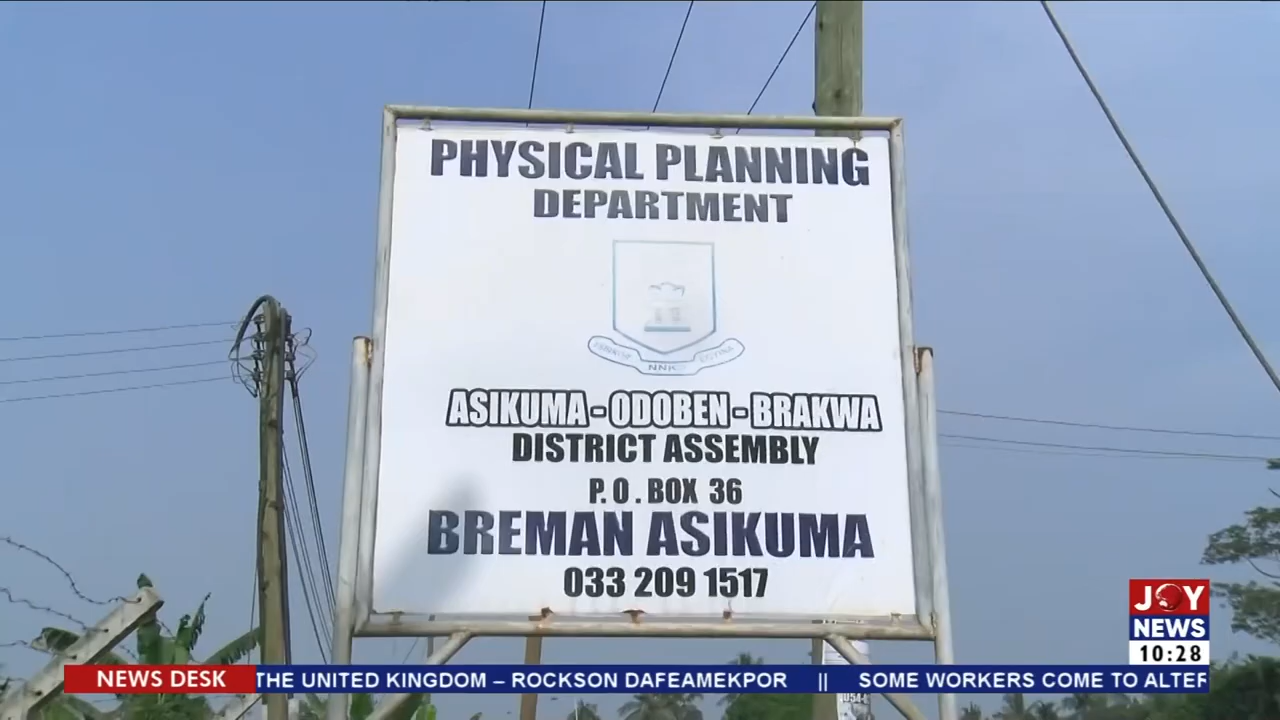 PHYSICAL PLANNING
DEPARTMENT
ASIKUMA-ODOBEN-BRAKWA
DISTRICT ASSEMBLY
P.O. BOX 36
BREMAN ASIKUMA
033 209 1517
JOY
NEWS
10:28
NEWS DESK
THE UNITED KINGDOM – ROCKSON DAFEAMEKPOR || SOME WORKERS COME TO ALTER